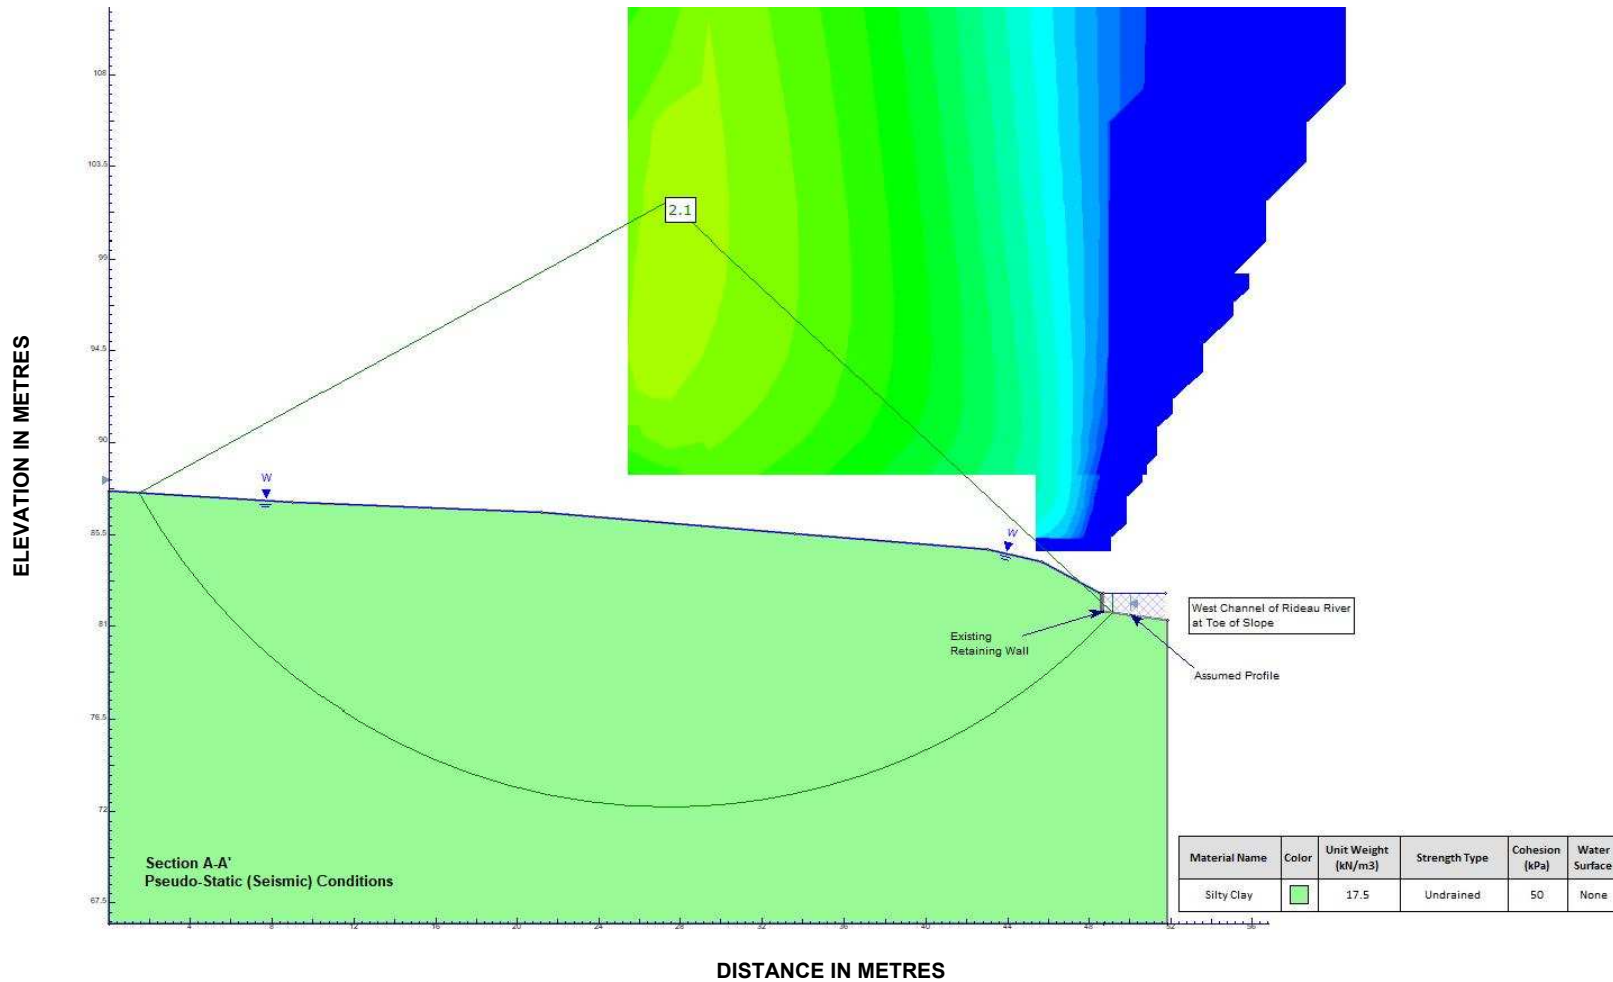 108
103.5
2.1
99
94.5
ELEVATION IN METRES
90
W
85.5
W
81
West Channel of Rideau River
at Toe of Slope
Existing
Retaining Wall
Assumed Profile
76.5
72
Section A-A'
Pseudo-Static (Seismic) Conditions
67.5
4 8 12 16 20 24 28 32 36 40 44 48 52 56
DISTANCE IN METRES
Material Name Color Unit Weight (kN/m3) Strength Type Cohesion (kPa) Water Surface
Silty Clay 17.5 Undrained 50 None